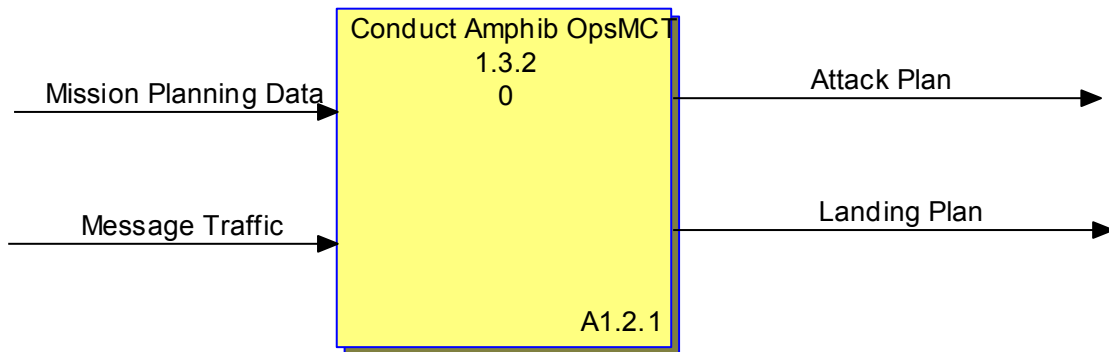 Conduct Amphib OpsMCT
1.3.2
0
Mission Planning Data
Attack Plan
Message Traffic
Landing Plan
A1.2.1